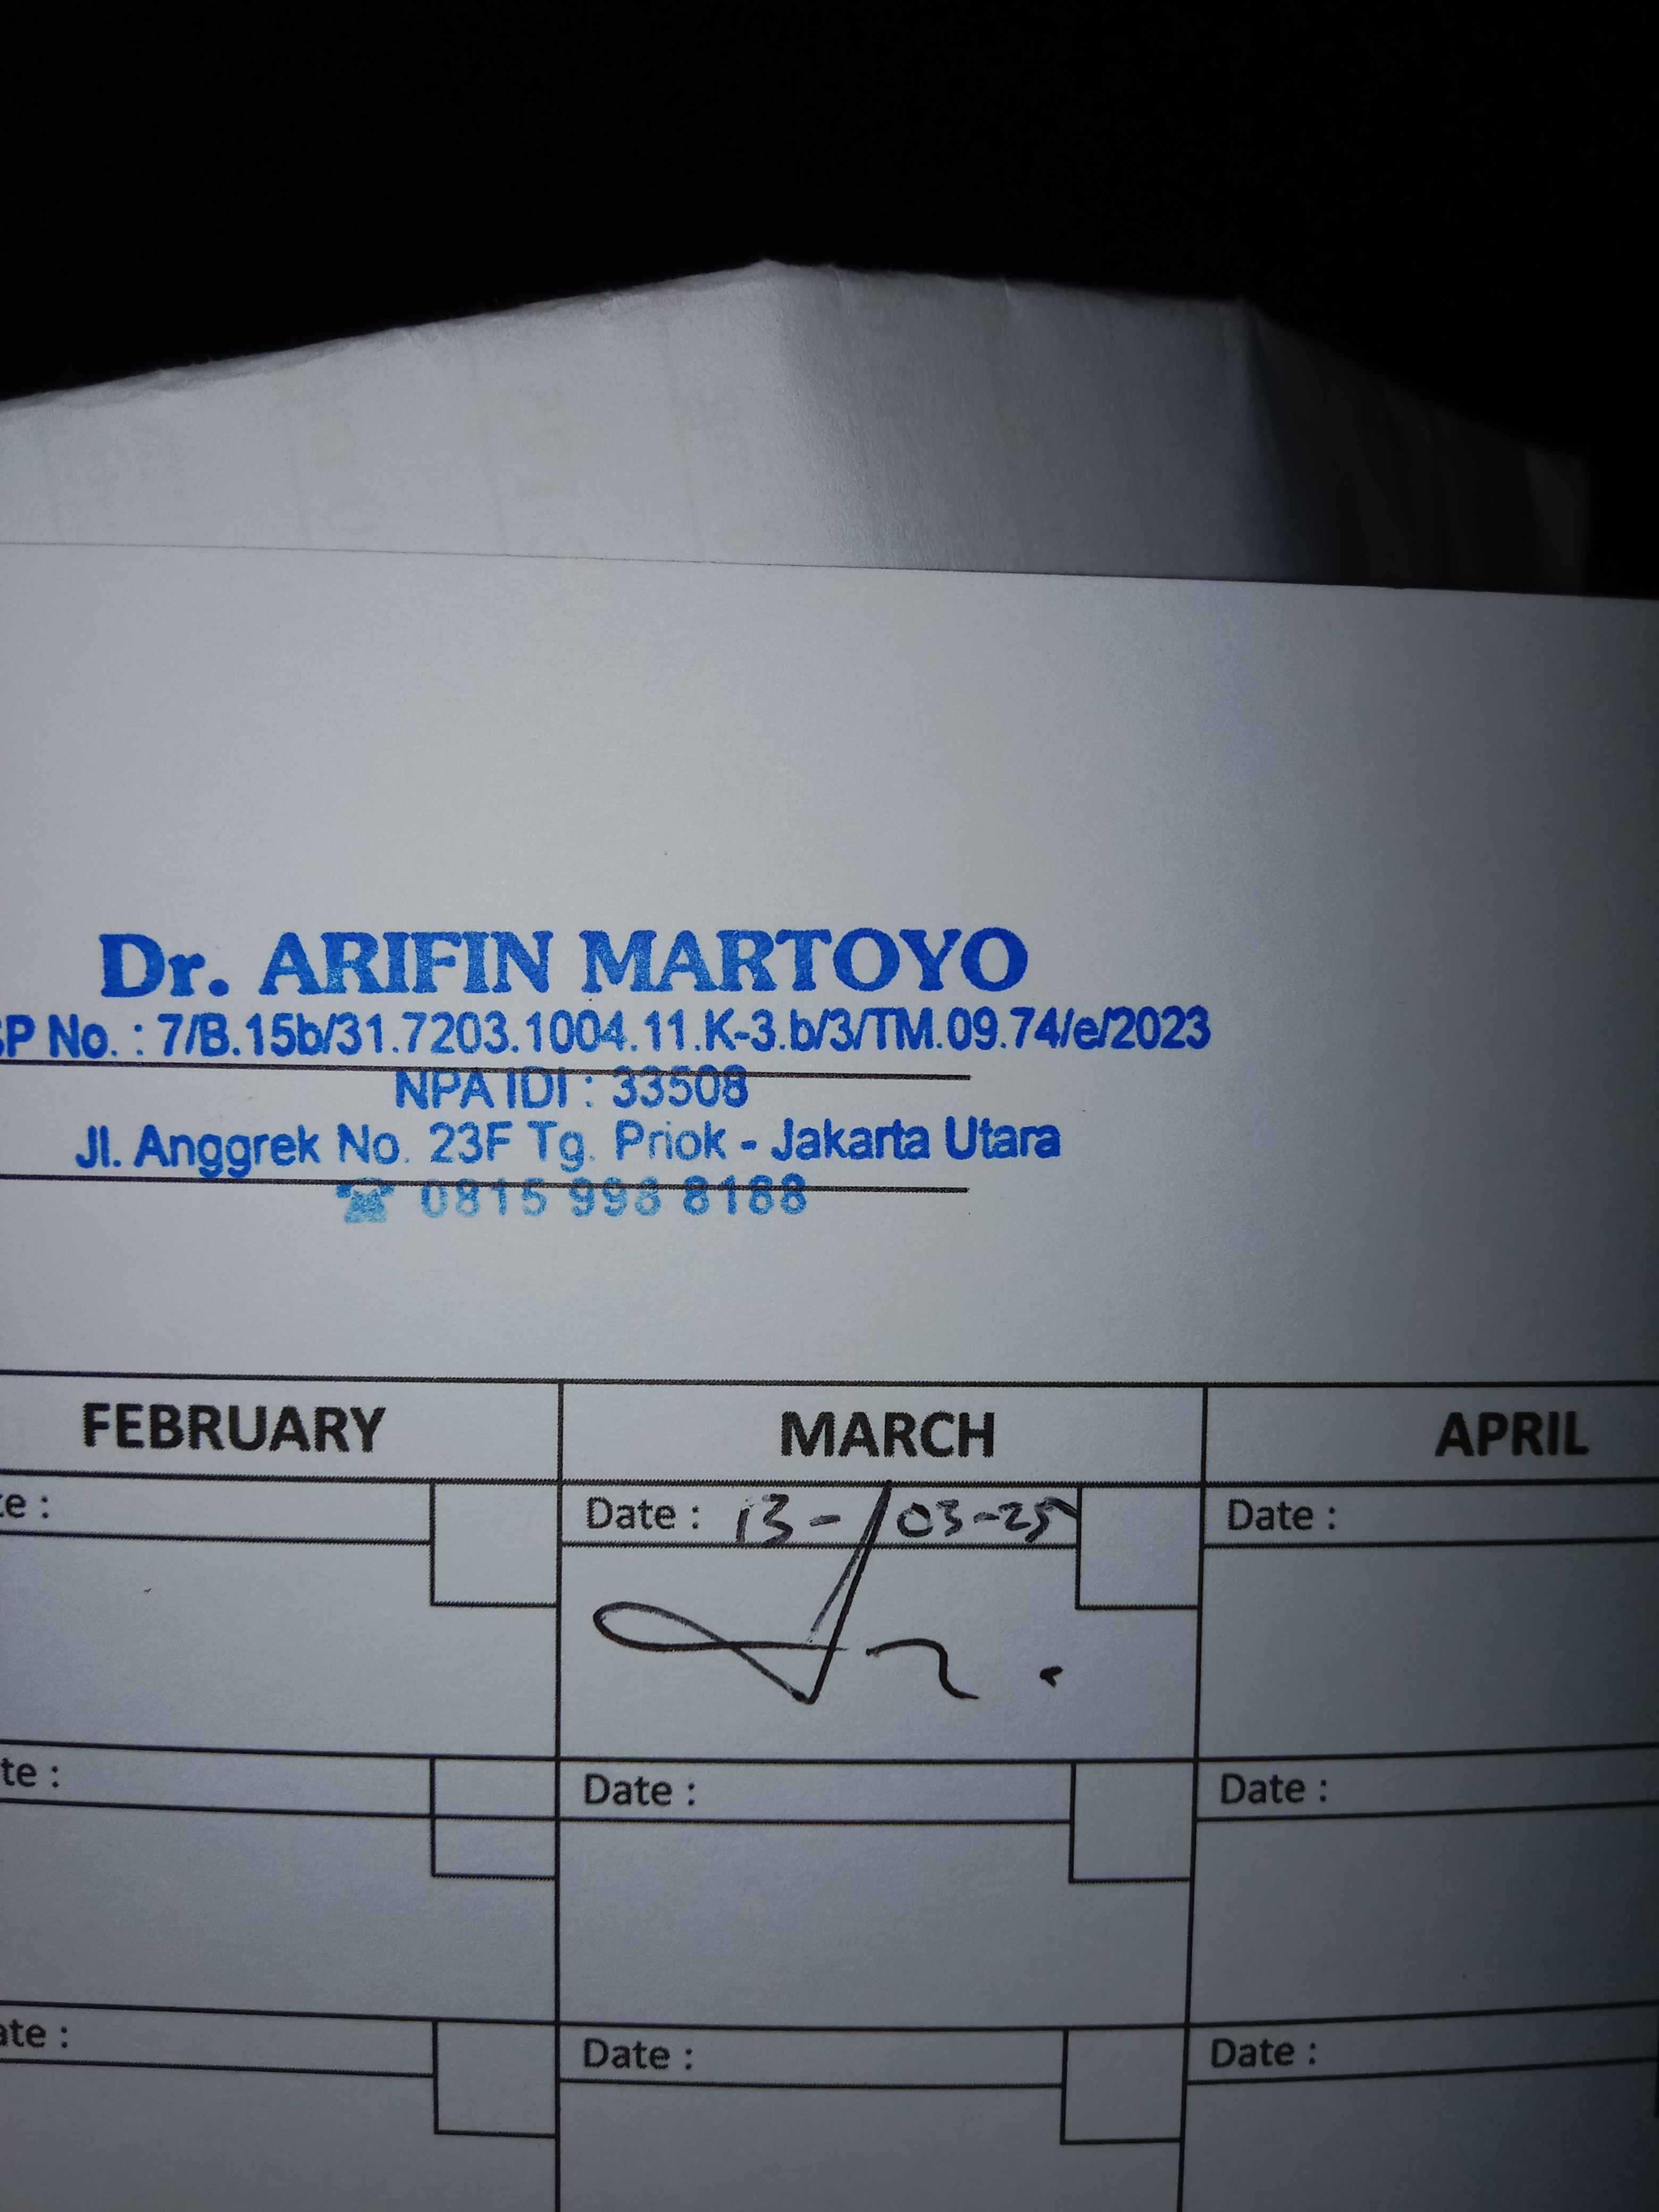 Dr. ARIFIN MARTOYO
SP No. : 7/B.15b/31.7203.1004.11.K-3.b/3/TM.09.74/e/2023
NPA IDI : 33508
Jl. Anggrek No. 23F Tg. Priok - Jakarta Utara
☎ 0815 998 8188
FEBRUARY MARCH APRIL
te : Date : 13-03-25 Date :
te : Date : Date :
ate : Date : Date :